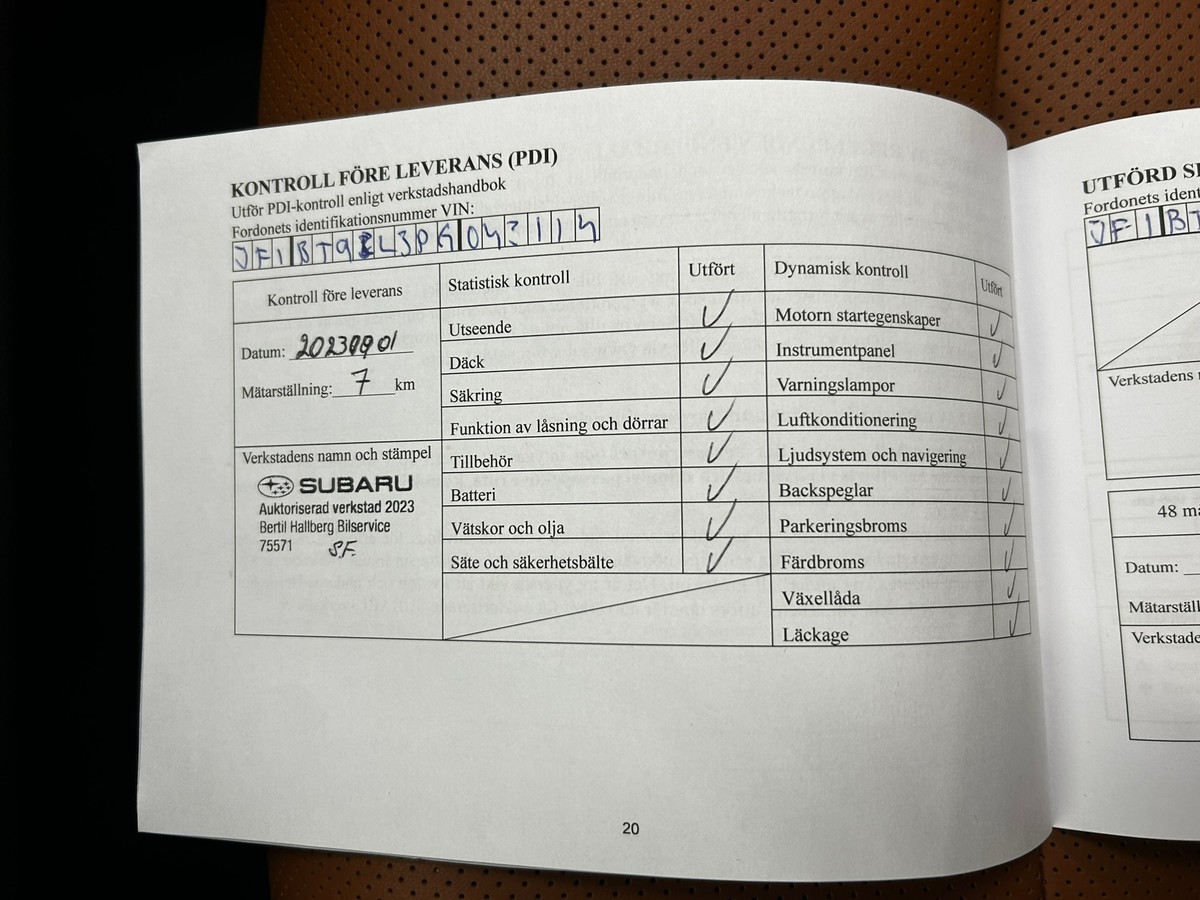 KONTROLL FÖRE LEVERANS (PDI)
Utför PDI-kontroll enligt verkstadshandbok
Fordonets identifikationsnummer VIN:
Kontroll före leverans
Datum: 20230901
Mätarställning: 7 km
Verkstadens namn och stämpel
SUBARU
Auktoriserad verkstad 2023
Bertil Hallberg Bilservice
75571 SF
Statistisk kontroll Utfört
Utseende ✓
Däck ✓
Säkring ✓
Funktion av låsning och dörrar ✓
Tillbehör ✓
Batteri ✓
Vätskor och olja ✓
Säte och säkerhetsbälte ✓
Dynamisk kontroll Utfört
Motorn startegenskaper ✓
Instrumentpanel ✓
Varningslampor ✓
Luftkonditionering ✓
Ljudsystem och navigering ✓
Backspeglar ✓
Parkeringsbroms ✓
Färdbroms ✓
Växellåda ✓
Läckage ✓
20
UTFÖRD
Fordonets
JF1B
Verkstadens
48
Datum: